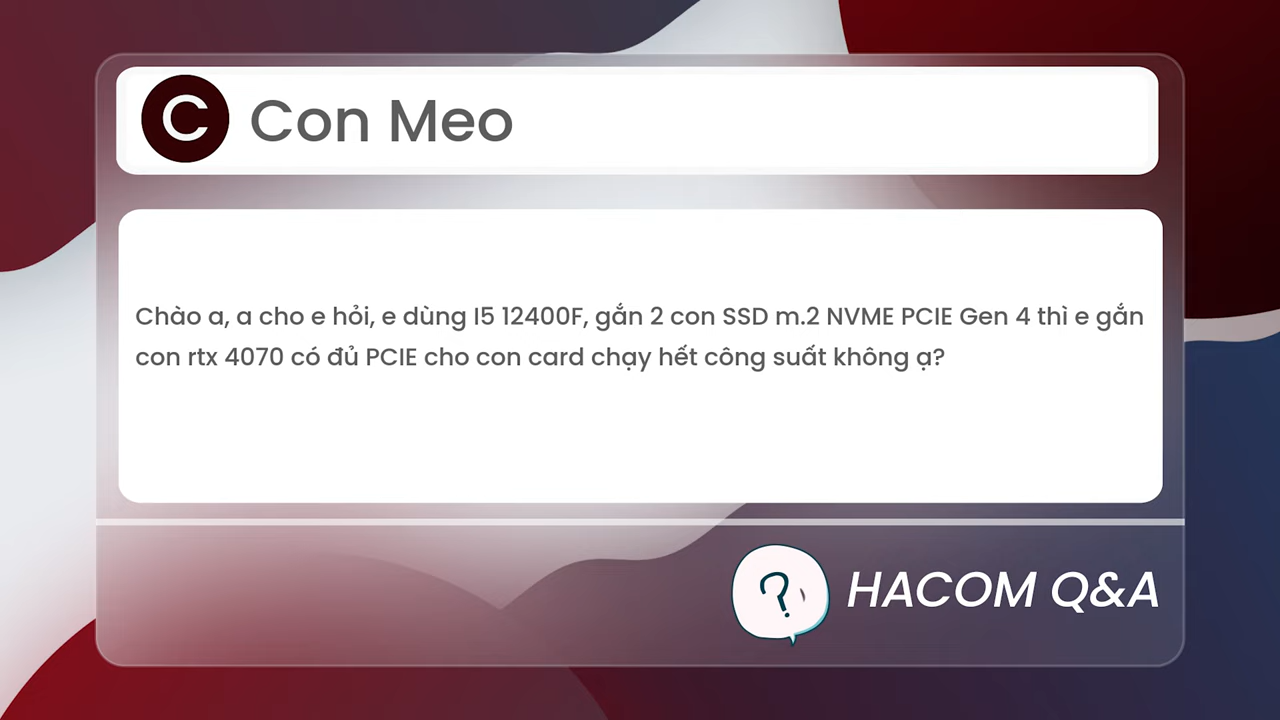 C
Con Meo
Chào a, a cho e hỏi, e dùng I5 12400F, gắn 2 con SSD m.2 NVME PCIE Gen 4 thì e gắn
con rtx 4070 có đủ PCIE cho con card chạy hết công suất không ạ?
?
HACOM Q&A